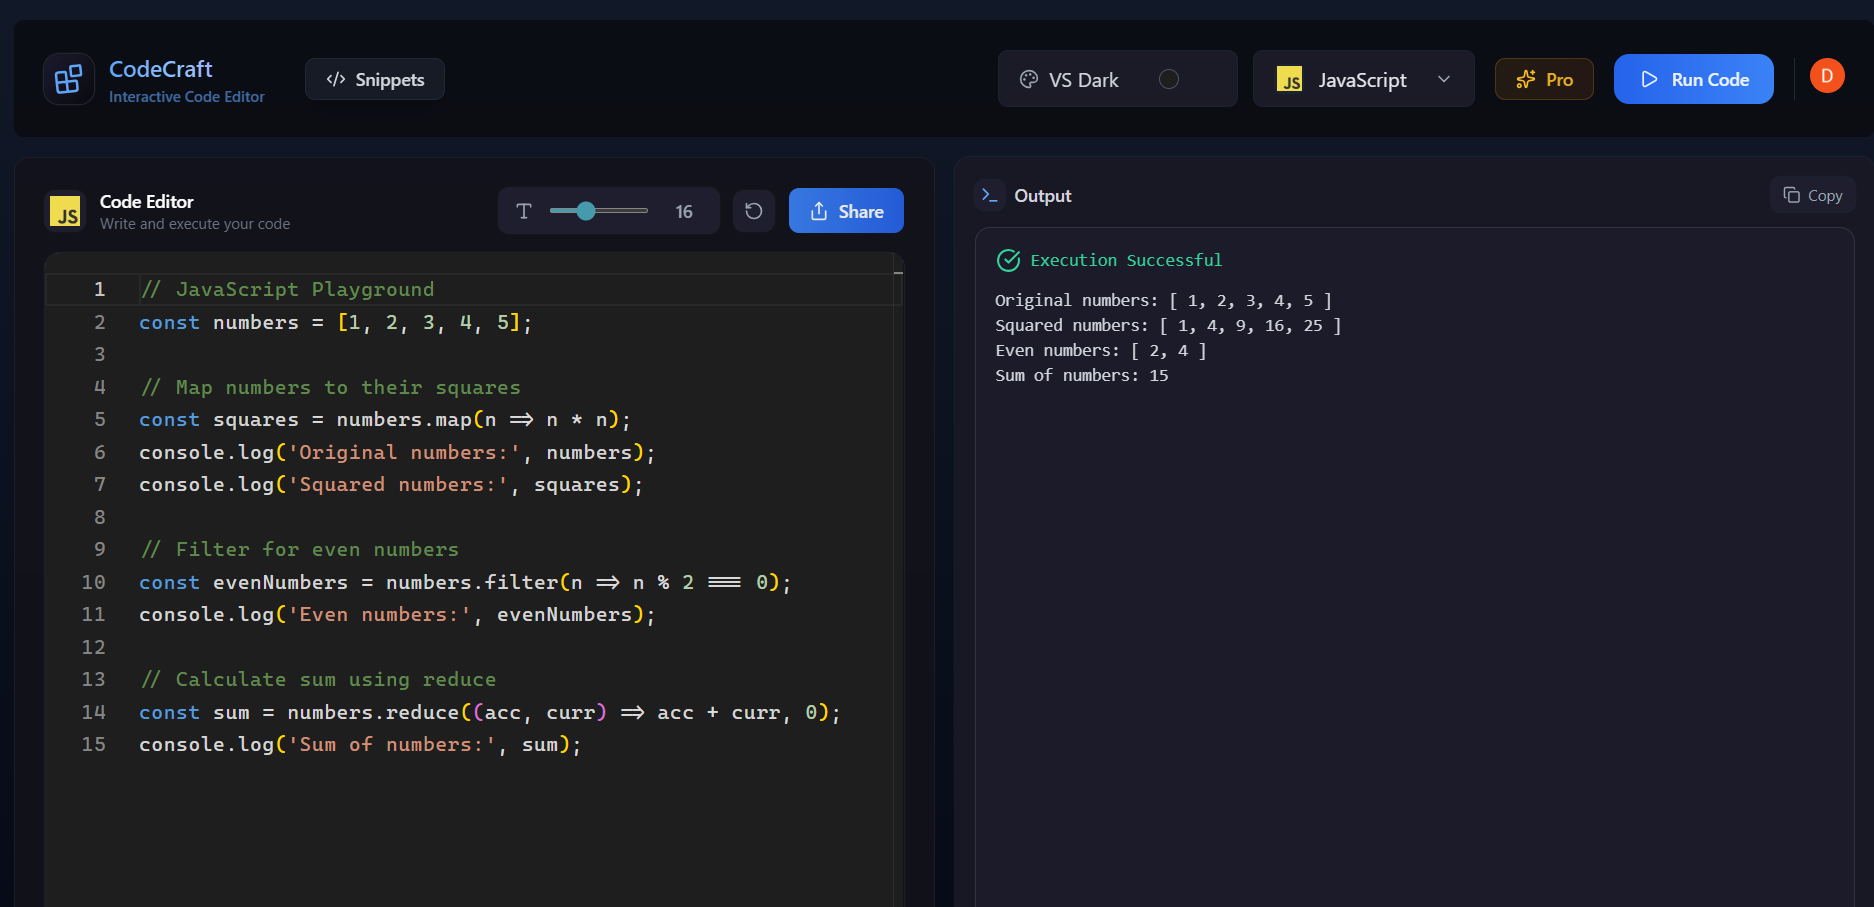 CodeCraft
Interactive Code Editor
</> Snippets
VS Dark
JS JavaScript
Pro
Run Code
D
JS Code Editor
Write and execute your code
T 16
Share
1 // JavaScript Playground
2 const numbers = [1, 2, 3, 4, 5];
3
4 // Map numbers to their squares
5 const squares = numbers.map(n => n * n);
6 console.log('Original numbers:', numbers);
7 console.log('Squared numbers:', squares);
8
9 // Filter for even numbers
10 const evenNumbers = numbers.filter(n => n % 2 === 0);
11 console.log('Even numbers:', evenNumbers);
12
13 // Calculate sum using reduce
14 const sum = numbers.reduce((acc, curr) => acc + curr, 0);
15 console.log('Sum of numbers:', sum);
>_ Output
Copy
Execution Successful
Original numbers: [ 1, 2, 3, 4, 5 ]
Squared numbers: [ 1, 4, 9, 16, 25 ]
Even numbers: [ 2, 4 ]
Sum of numbers: 15